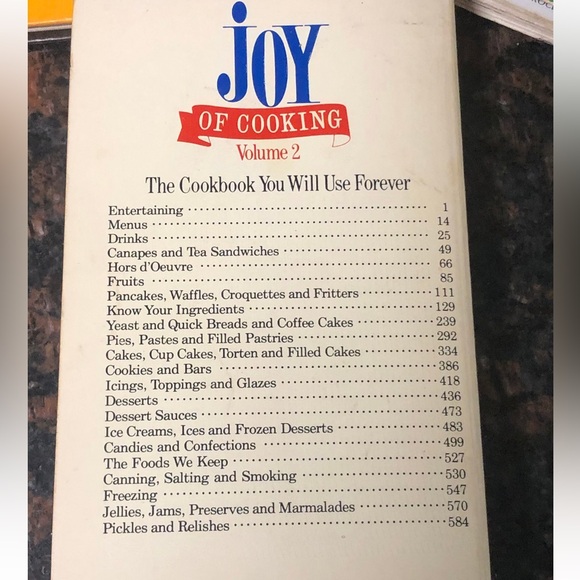 joy
OF COOKING
Volume 2
The Cookbook You Will Use Forever
Entertaining 1
Menus 14
Drinks 25
Canapes and Tea Sandwiches 49
Hors d'Oeuvre 66
Fruits 85
Pancakes, Waffles, Croquettes and Fritters 111
Know Your Ingredients 129
Yeast and Quick Breads and Coffee Cakes 239
Pies, Pastes and Filled Pastries 292
Cakes, Cup Cakes, Torten and Filled Cakes 334
Cookies and Bars 386
Icings, Toppings and Glazes 418
Desserts 436
Dessert Sauces 473
Ice Creams, Ices and Frozen Desserts 483
Candies and Confections 499
The Foods We Keep 527
Canning, Salting and Smoking 530
Freezing 547
Jellies, Jams, Preserves and Marmalades 570
Pickles and Relishes 584